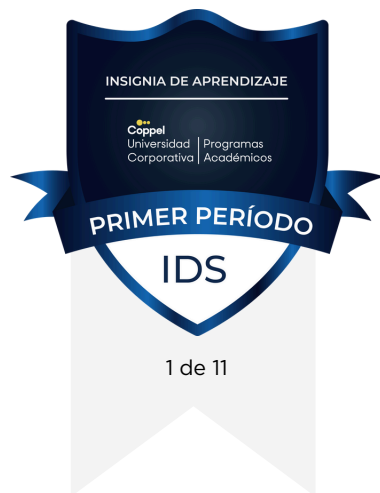 INSIGNIA DE APRENDIZAJE
Coppel
Universidad Corporativa
Programas Académicos
PRIMER PERÍODO
IDS
1 de 11